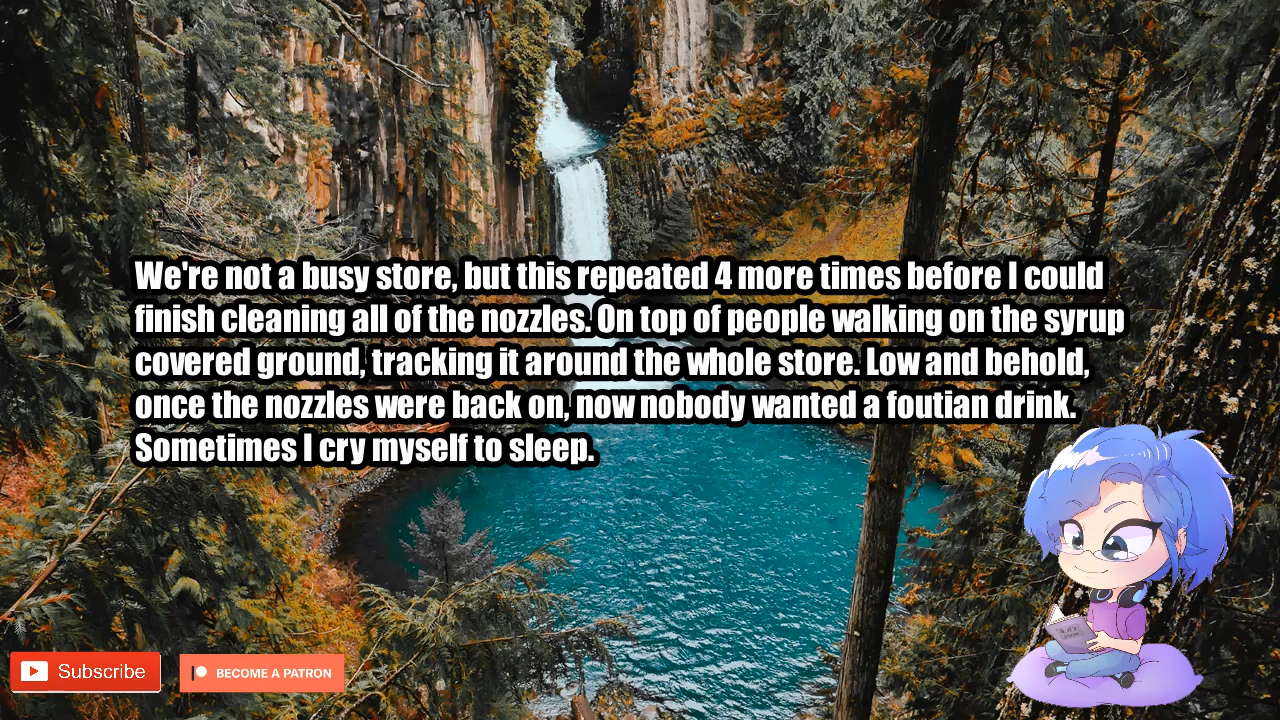 We're not a busy store, but this repeated 4 more times before I could
finish cleaning all of the nozzles. On top of people walking on the syrup
covered ground, tracking it around the whole store. Low and behold,
once the nozzles were back on, now nobody wanted a foutian drink.
Sometimes I cry myself to sleep.
Subscribe
BECOME A PATRON